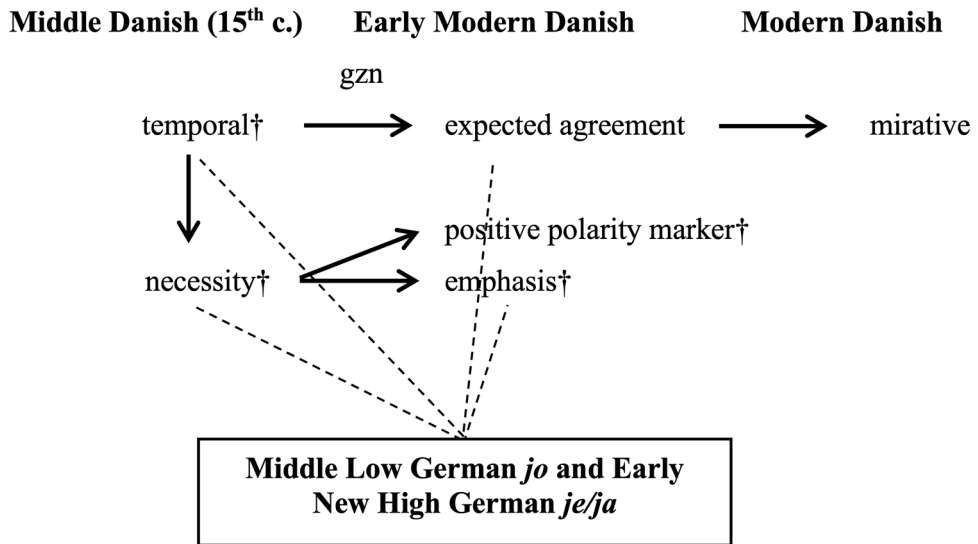 Middle Danish (15th c.) Early Modern Danish Modern Danish
gzn
temporal† expected agreement mirative
positive polarity marker†
necessity† emphasis†
Middle Low German jo and Early
New High German je/ja